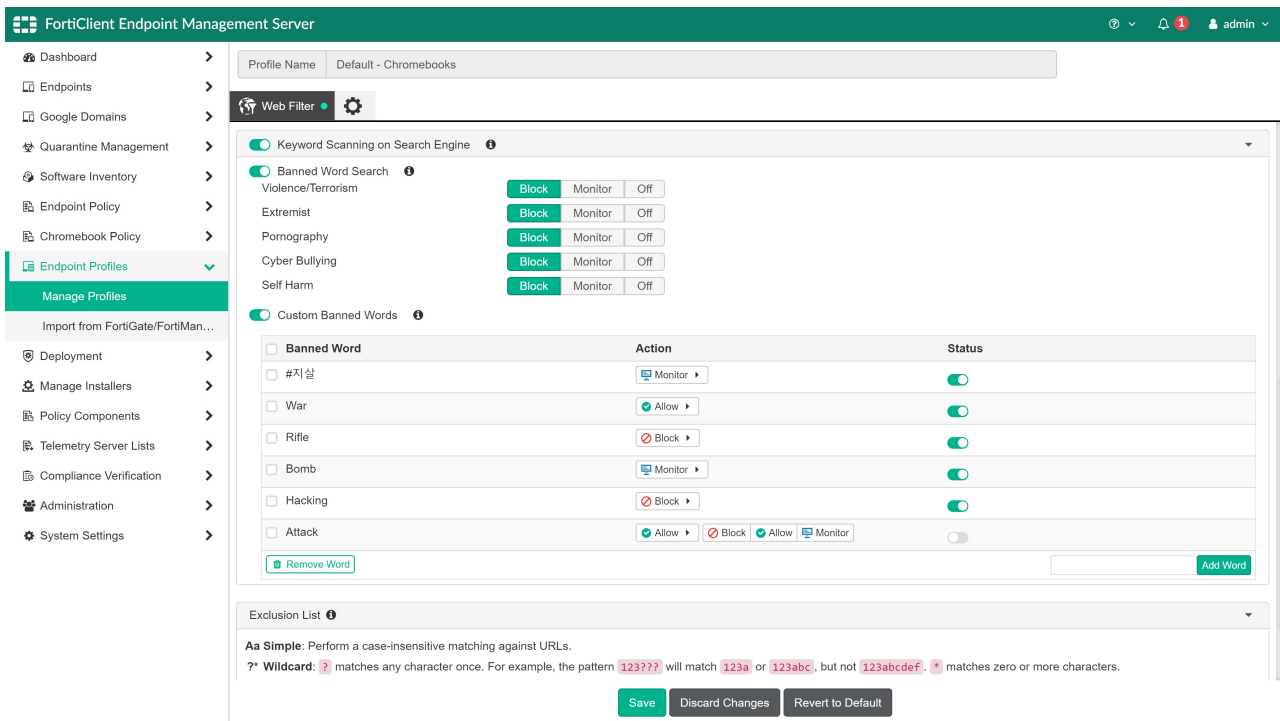 FortiClient Endpoint Management Server
1
admin
Dashboard
Endpoints
Google Domains
Quarantine Management
Software Inventory
Endpoint Policy
Chromebook Policy
Endpoint Profiles
Manage Profiles
Import from FortiGate/FortiMan...
Deployment
Manage Installers
Policy Components
Telemetry Server Lists
Compliance Verification
Administration
System Settings
Profile Name Default - Chromebooks
Web Filter
Keyword Scanning on Search Engine
Banned Word Search
Violence/Terrorism Block Monitor Off
Extremist Block Monitor Off
Pornography Block Monitor Off
Cyber Bullying Block Monitor Off
Self Harm Block Monitor Off
Custom Banned Words
Banned Word Action Status
#지살 Monitor
War Allow
Rifle Block
Bomb Monitor
Hacking Block
Attack Allow Block Allow Monitor
Remove Word Add Word
Exclusion List
Aa Simple: Perform a case-insensitive matching against URLs.
?* Wildcard: ? matches any character once. For example, the pattern 123??? will match 123a or 123abc, but not 123abcdef. * matches zero or more characters.
Save Discard Changes Revert to Default